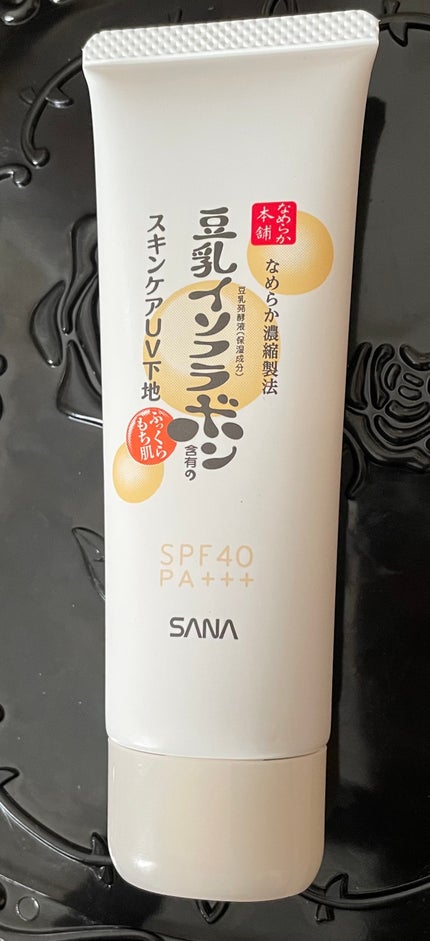 なめらか
本舗
なめらか濃縮製法
豆乳発酵液(保湿成分)
豆乳イソフラボン
含有の
スキンケアUV下地
ふっくら
もち肌
SPF40
PA+++
SANA